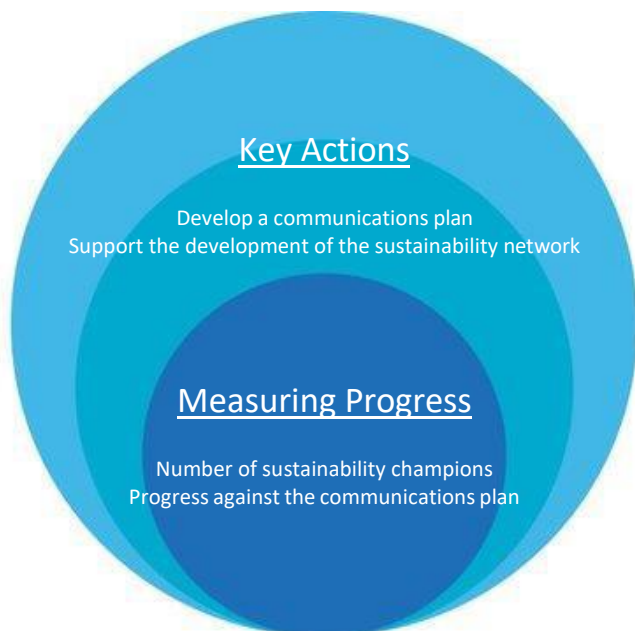 Key Actions
Develop a communications plan
Support the development of the sustainability network
Measuring Progress
Number of sustainability champions
Progress against the communications plan